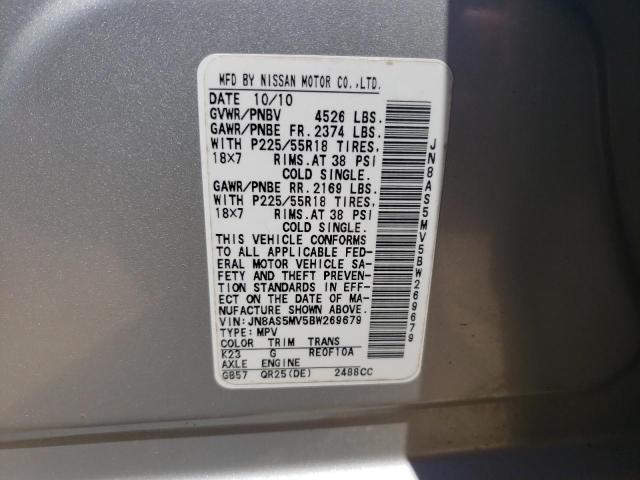 MFD BY NISSAN MOTOR CO.,LTD.
DATE 10/10
GVWR/PNBV 4526 LBS.
GAWR/PNBE FR. 2374 LBS.
WITH P225/55R18 TIRES,
18X7 RIMS.AT 38 PSI
COLD SINGLE.
GAWR/PNBE RR. 2169 LBS.
WITH P225/55R18 TIRES,
18X7 RIMS.AT 38 PSI
COLD SINGLE.
THIS VEHICLE CONFORMS
TO ALL APPLICABLE FED-
ERAL MOTOR VEHICLE SA-
FETY AND THEFT PREVEN-
TION STANDARDS IN EFF-
ECT ON THE DATE OF MA-
NUFACTURE SHOWN ABOVE.
VIN: JN8AS5MV5BW269679
TYPE: MPV
COLOR TRIM TRANS
K23 G RE0F10A
AXLE ENGINE
GB57 QR25(DE) 2488CC
JN8AS5MV5BW269679